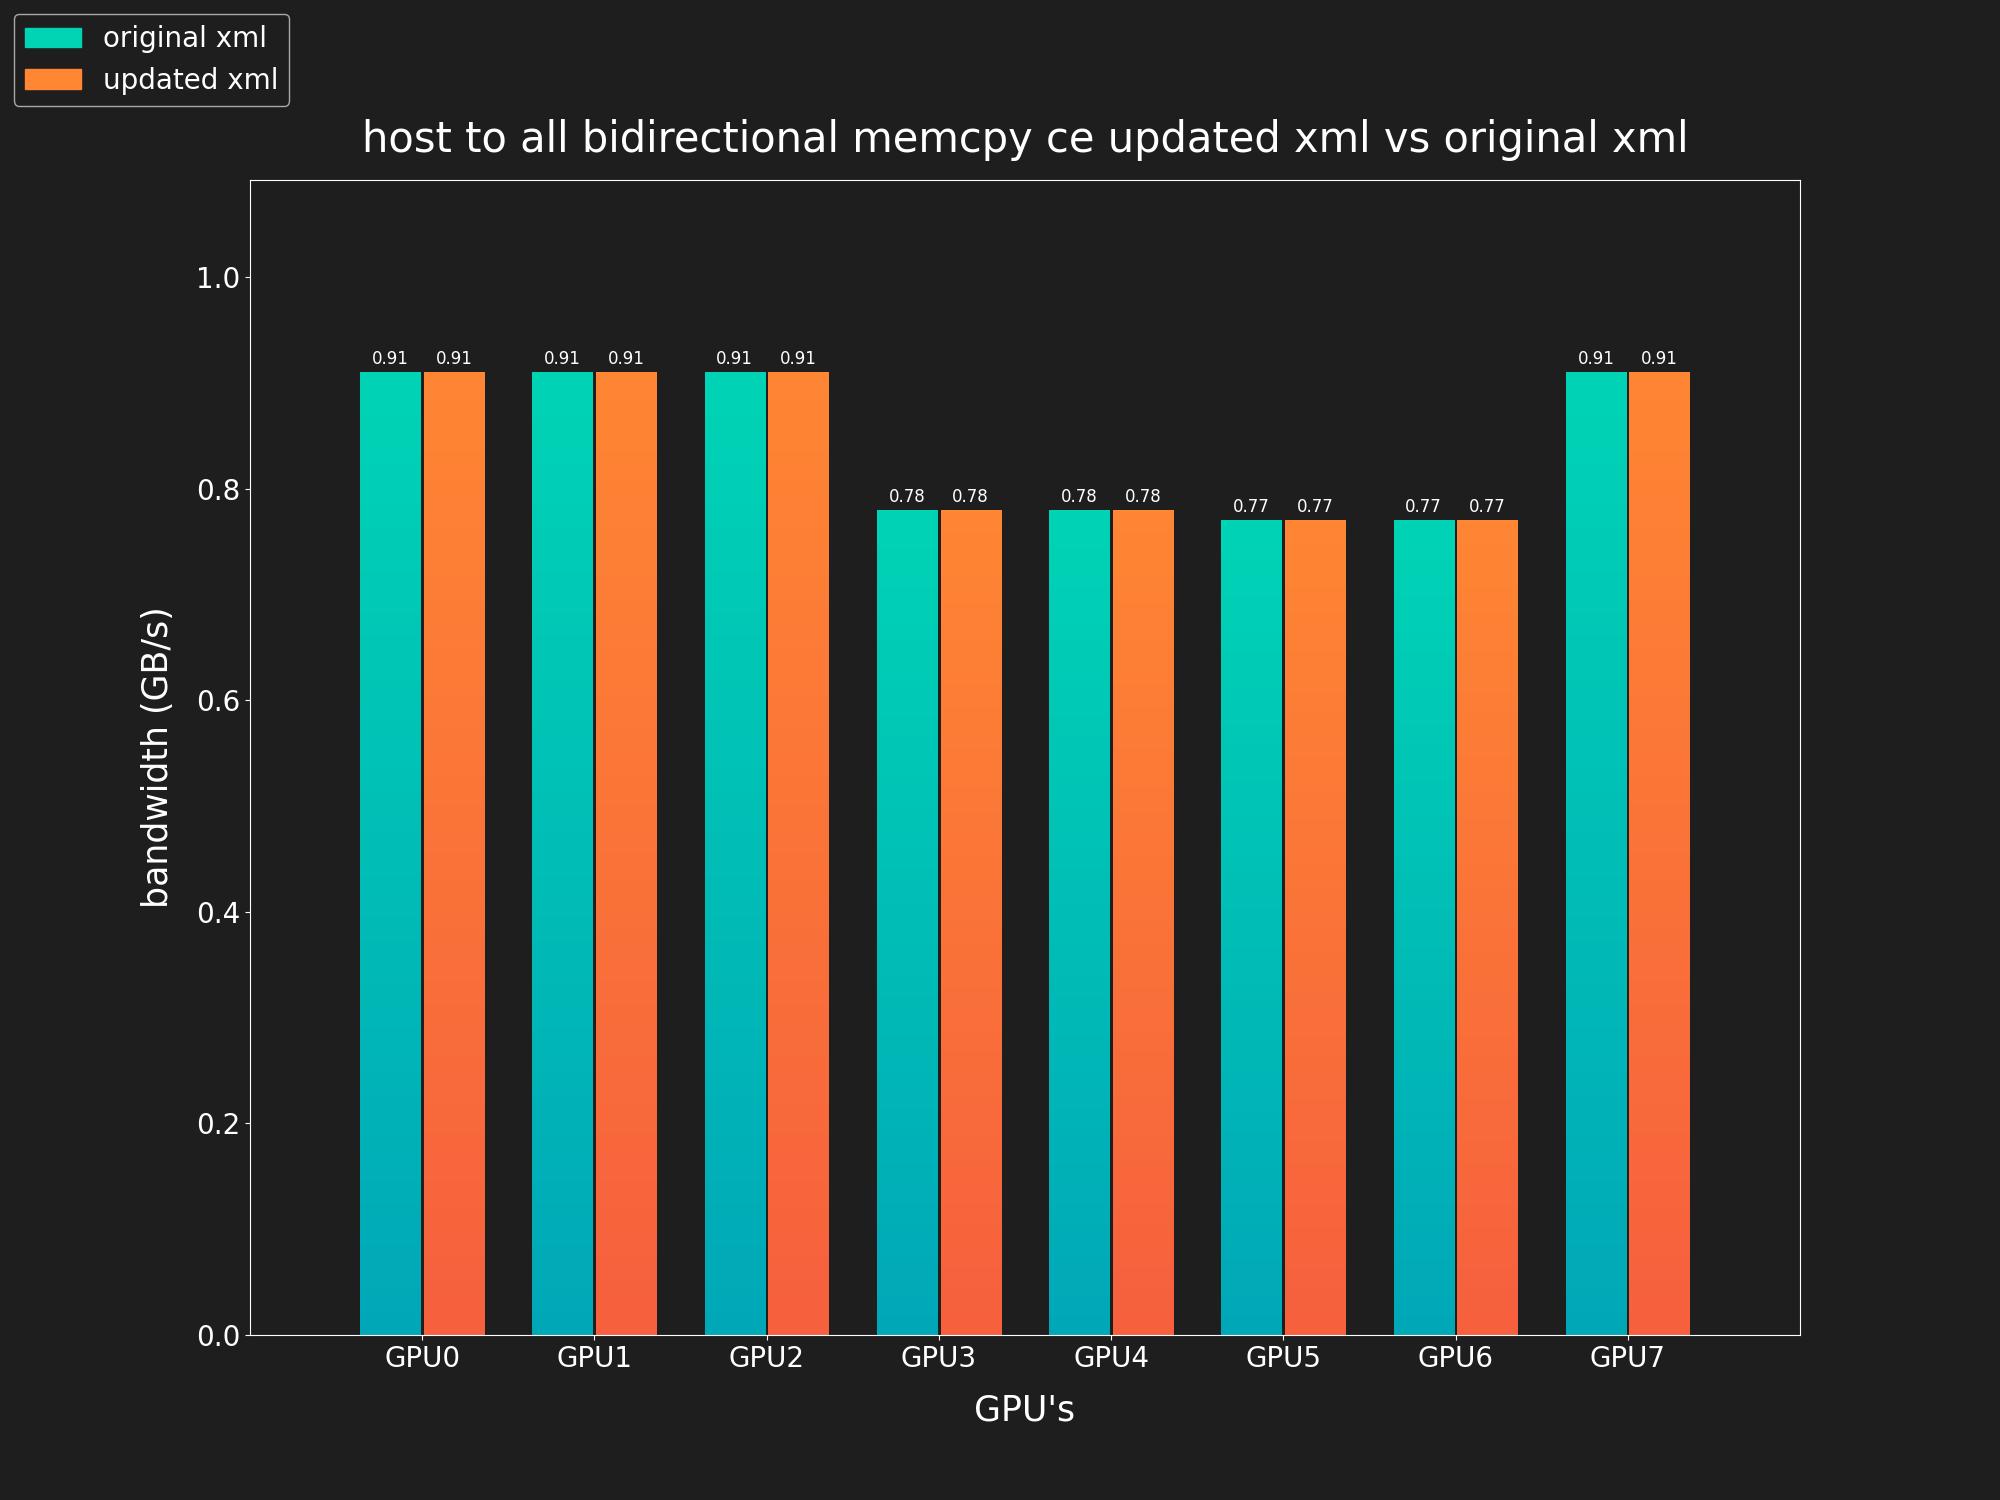 original xml
updated xml
host to all bidirectional memcpy ce updated xml vs original xml
1.0
0.8
0.6
0.4
0.2
0.0
bandwidth (GB/s)
0.91 0.91 0.91 0.91 0.91 0.91 0.78 0.78 0.78 0.78 0.77 0.77 0.77 0.77 0.91 0.91
GPU0 GPU1 GPU2 GPU3 GPU4 GPU5 GPU6 GPU7
GPU's